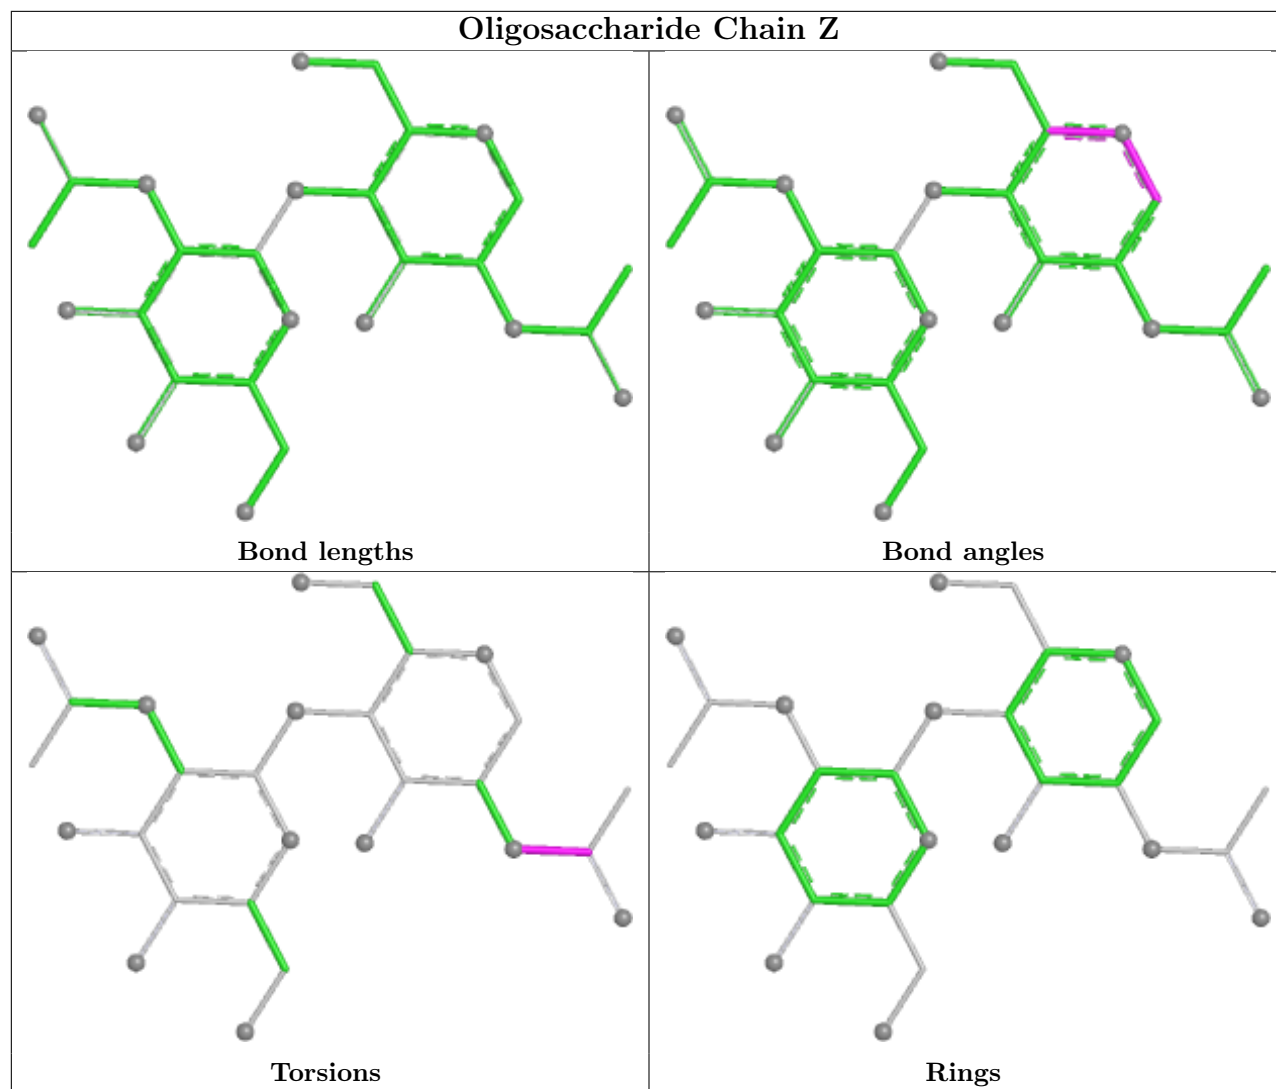 Oligosaccharide Chain Z
Bond lengths
Bond angles
Torsions
Rings